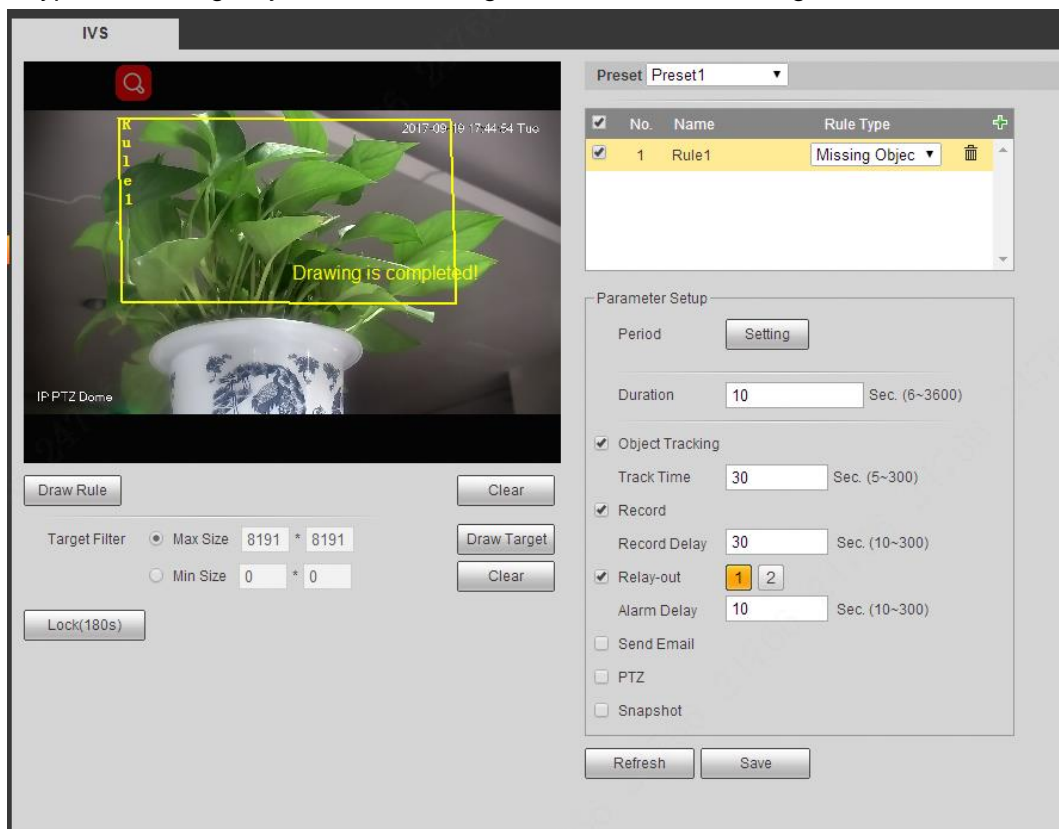 IVS
Rule1
2017-09-19 17:44:54 Tue
Drawing is completed!
IP PTZ Dome
Draw Rule
Clear
Target Filter Max Size 8191 * 8191 Draw Target
Min Size 0 * 0 Clear
Lock(180s)
Preset Preset1
No. Name Rule Type
1 Rule1 Missing Objec
Parameter Setup
Period Setting
Duration 10 Sec. (6~3600)
Object Tracking
Track Time 30 Sec. (5~300)
Record
Record Delay 30 Sec. (10~300)
Relay-out 1 2
Alarm Delay 10 Sec. (10~300)
Send Email
PTZ
Snapshot
Refresh Save